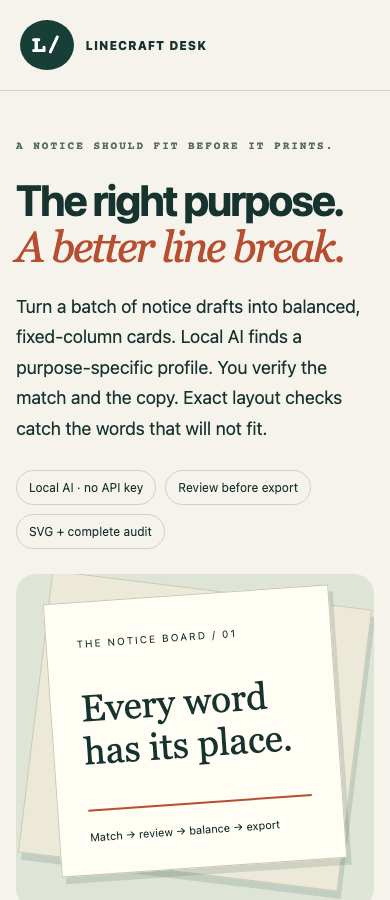 L/ LINECRAFT DESK
A NOTICE SHOULD FIT BEFORE IT PRINTS.
The right purpose.
A better line break.
Turn a batch of notice drafts into balanced,
fixed-column cards. Local AI finds a
purpose-specific profile. You verify the
match and the copy. Exact layout checks
catch the words that will not fit.
Local AI · no API key Review before export
SVG + complete audit
THE NOTICE BOARD / 01
Every word
has its place.
Match → review → balance → export